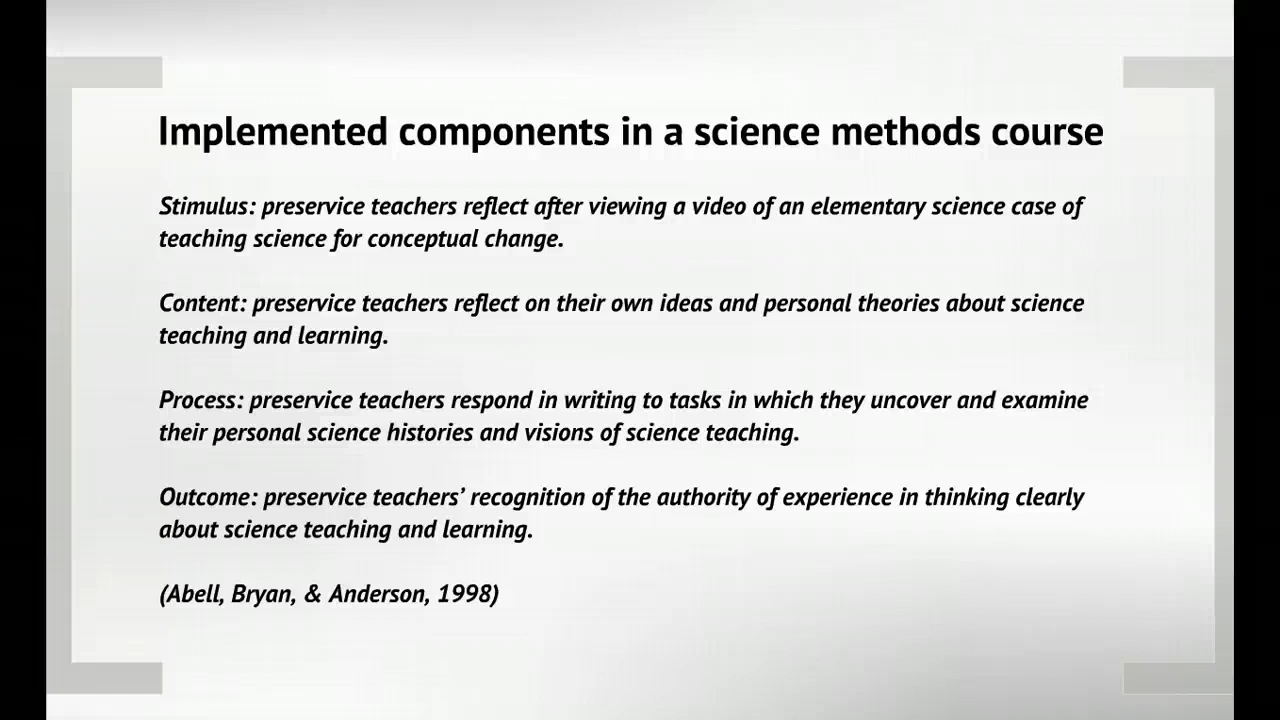 Implemented components in a science methods course
Stimulus: preservice teachers reflect after viewing a video of an elementary science case of
teaching science for conceptual change.
Content: preservice teachers reflect on their own ideas and personal theories about science
teaching and learning.
Process: preservice teachers respond in writing to tasks in which they uncover and examine
their personal science histories and visions of science teaching.
Outcome: preservice teachers’ recognition of the authority of experience in thinking clearly
about science teaching and learning.
(Abell, Bryan, & Anderson, 1998)